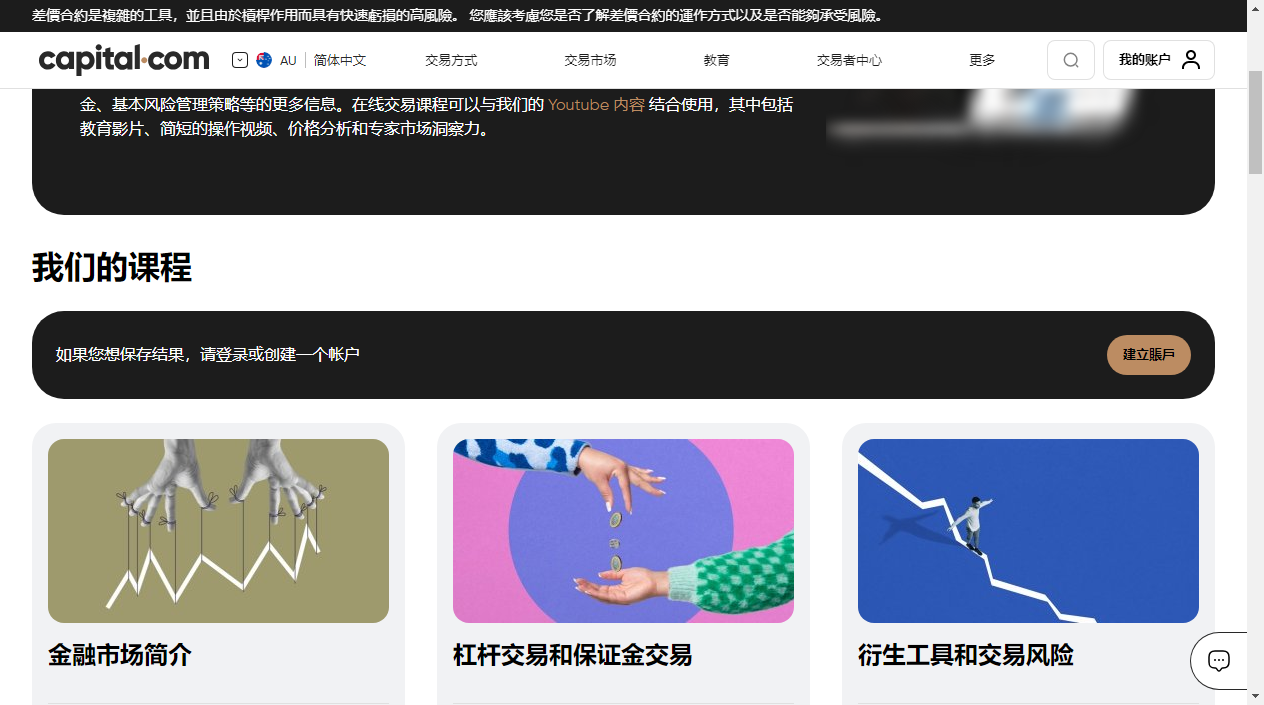 差價合約是複雜的工具，並且由於槓桿作用而具有快速虧損的高風險。 您應該考慮您是否了解差價合約的運作方式以及是否能夠承受風險。
capital.com AU 简体中文 交易方式 交易市场 教育 交易者中心 更多 我的账户
金、基本风险管理策略等的更多信息。在线交易课程可以与我们的 Youtube 内容 结合使用，其中包括
教育影片、简短的操作视频、价格分析和专家市场洞察力。
我们的课程
如果您想保存结果，请登录或创建一个帐户
建立賬戶
金融市场简介
杠杆交易和保证金交易
衍生工具和交易风险